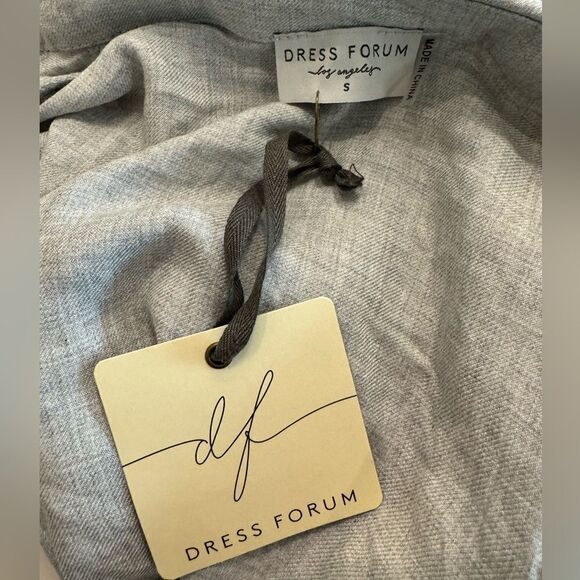 DRESS FORUM
los angeles
S
MADE IN CHINA
df
DRESS FORUM